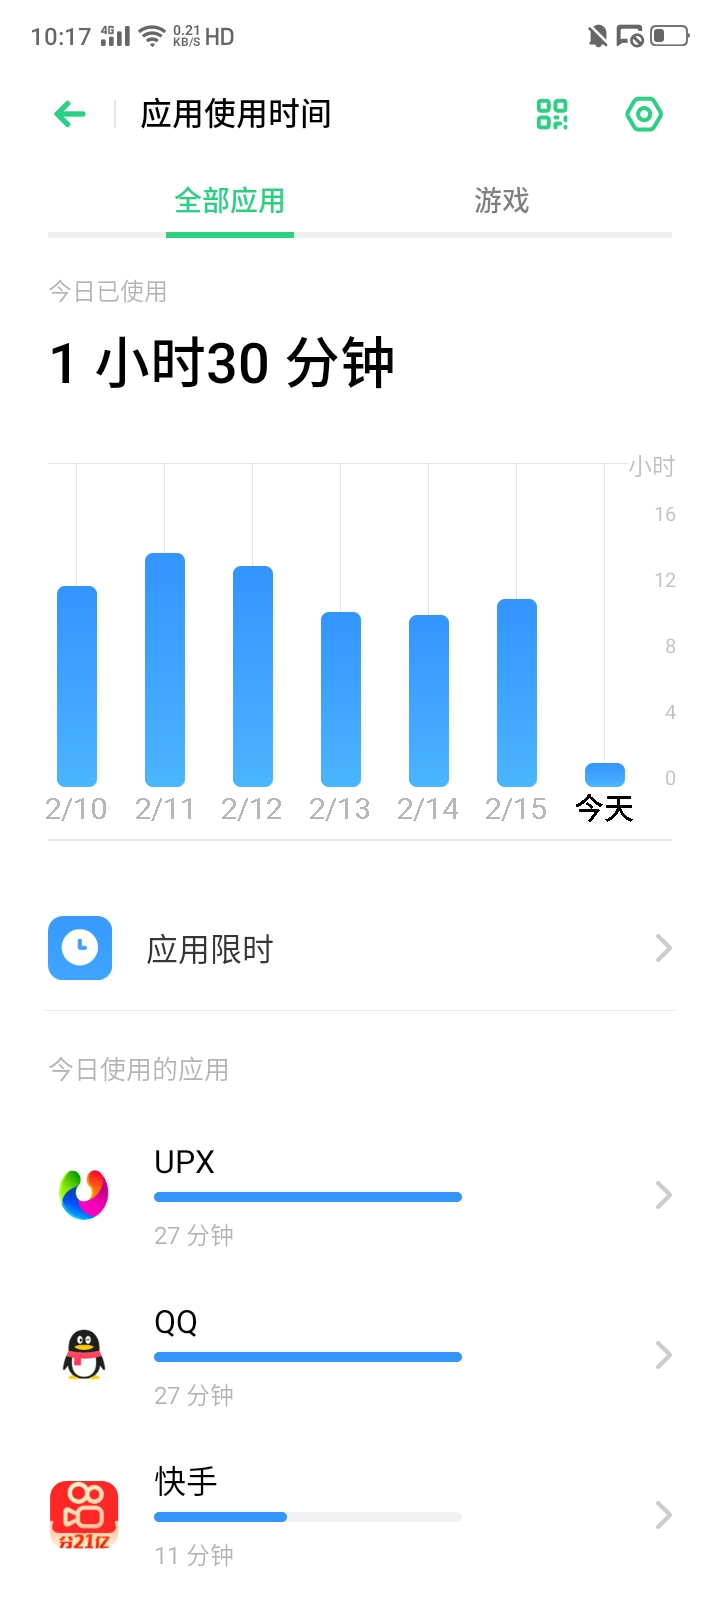 10:17 4G 0.21 KB/S HD
应用使用时间
全部应用 游戏
今日已使用
1 小时30 分钟
小时
16
12
8
4
0
2/10 2/11 2/12 2/13 2/14 2/15 今天
应用限时
今日使用的应用
UPX
27 分钟
QQ
27 分钟
快手
分21亿
11 分钟